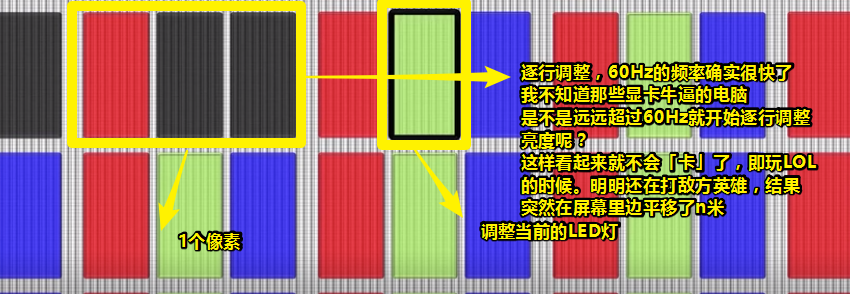 逐行调整，60Hz的频率确实很快了
我不知道那些显卡牛逼的电脑
是不是远远超过60Hz就开始逐行调整
亮度呢？
这样看起来就不会「卡」了，即玩LOL
的时候。明明还在打敌方英雄，结果
突然在屏幕里边平移了n米
调整当前的LED灯
1个像素